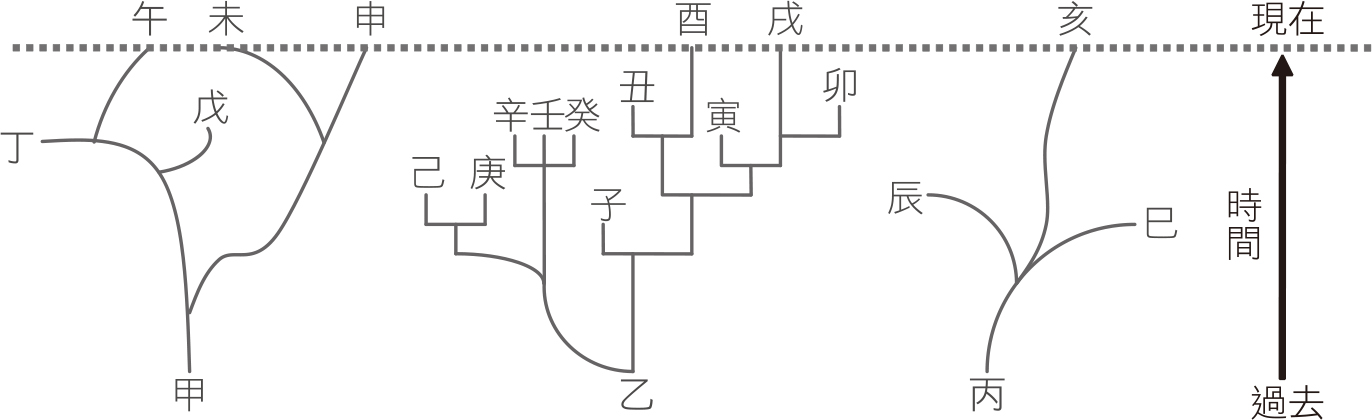 午 未 申 酉 戌 亥 現在
丑 卯
戊 辛壬癸 寅
丁
己 庚
子 辰 巳 時間
甲 乙 丙 過去